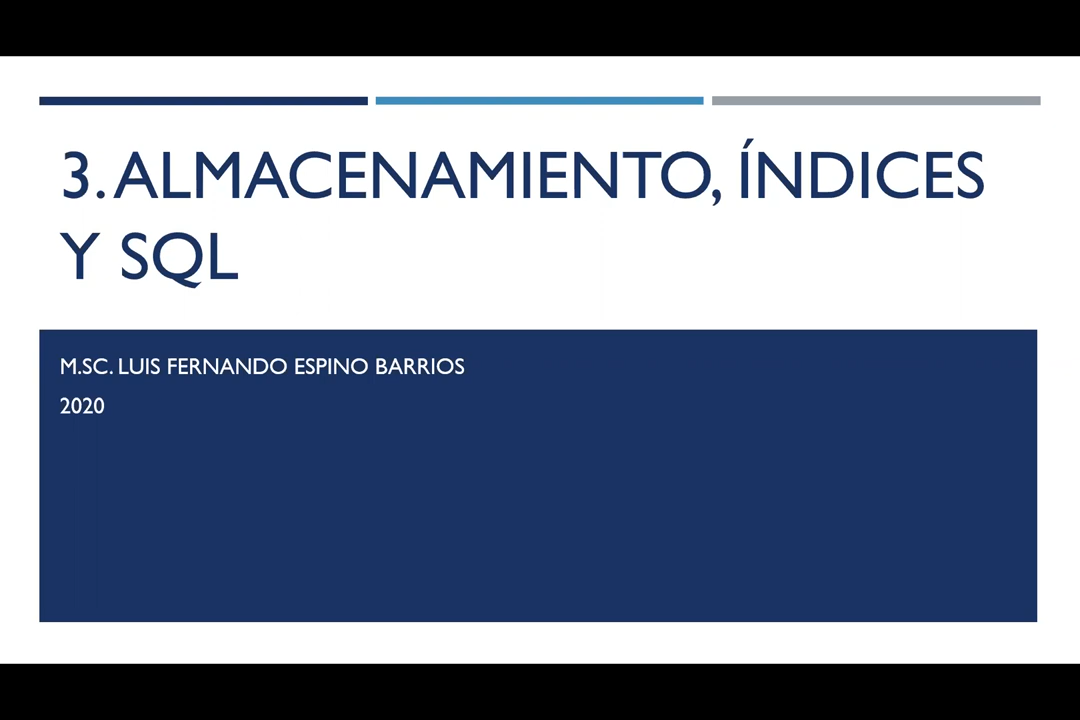 3. ALMACENAMIENTO, ÍNDICES
Y SQL
M.SC. LUIS FERNANDO ESPINO BARRIOS
2020